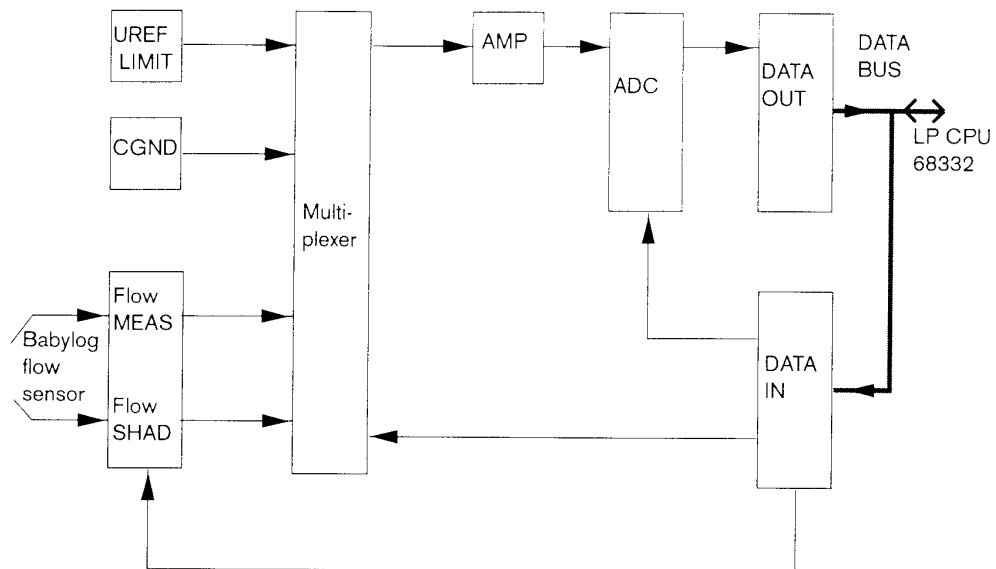 UREF
LIMIT
CGND
Multi-
plexer
AMP
ADC
DATA
OUT
DATA
BUS
LP CPU
68332
Flow
MEAS
Babylog
flow
sensor
Flow
SHAD
DATA
IN